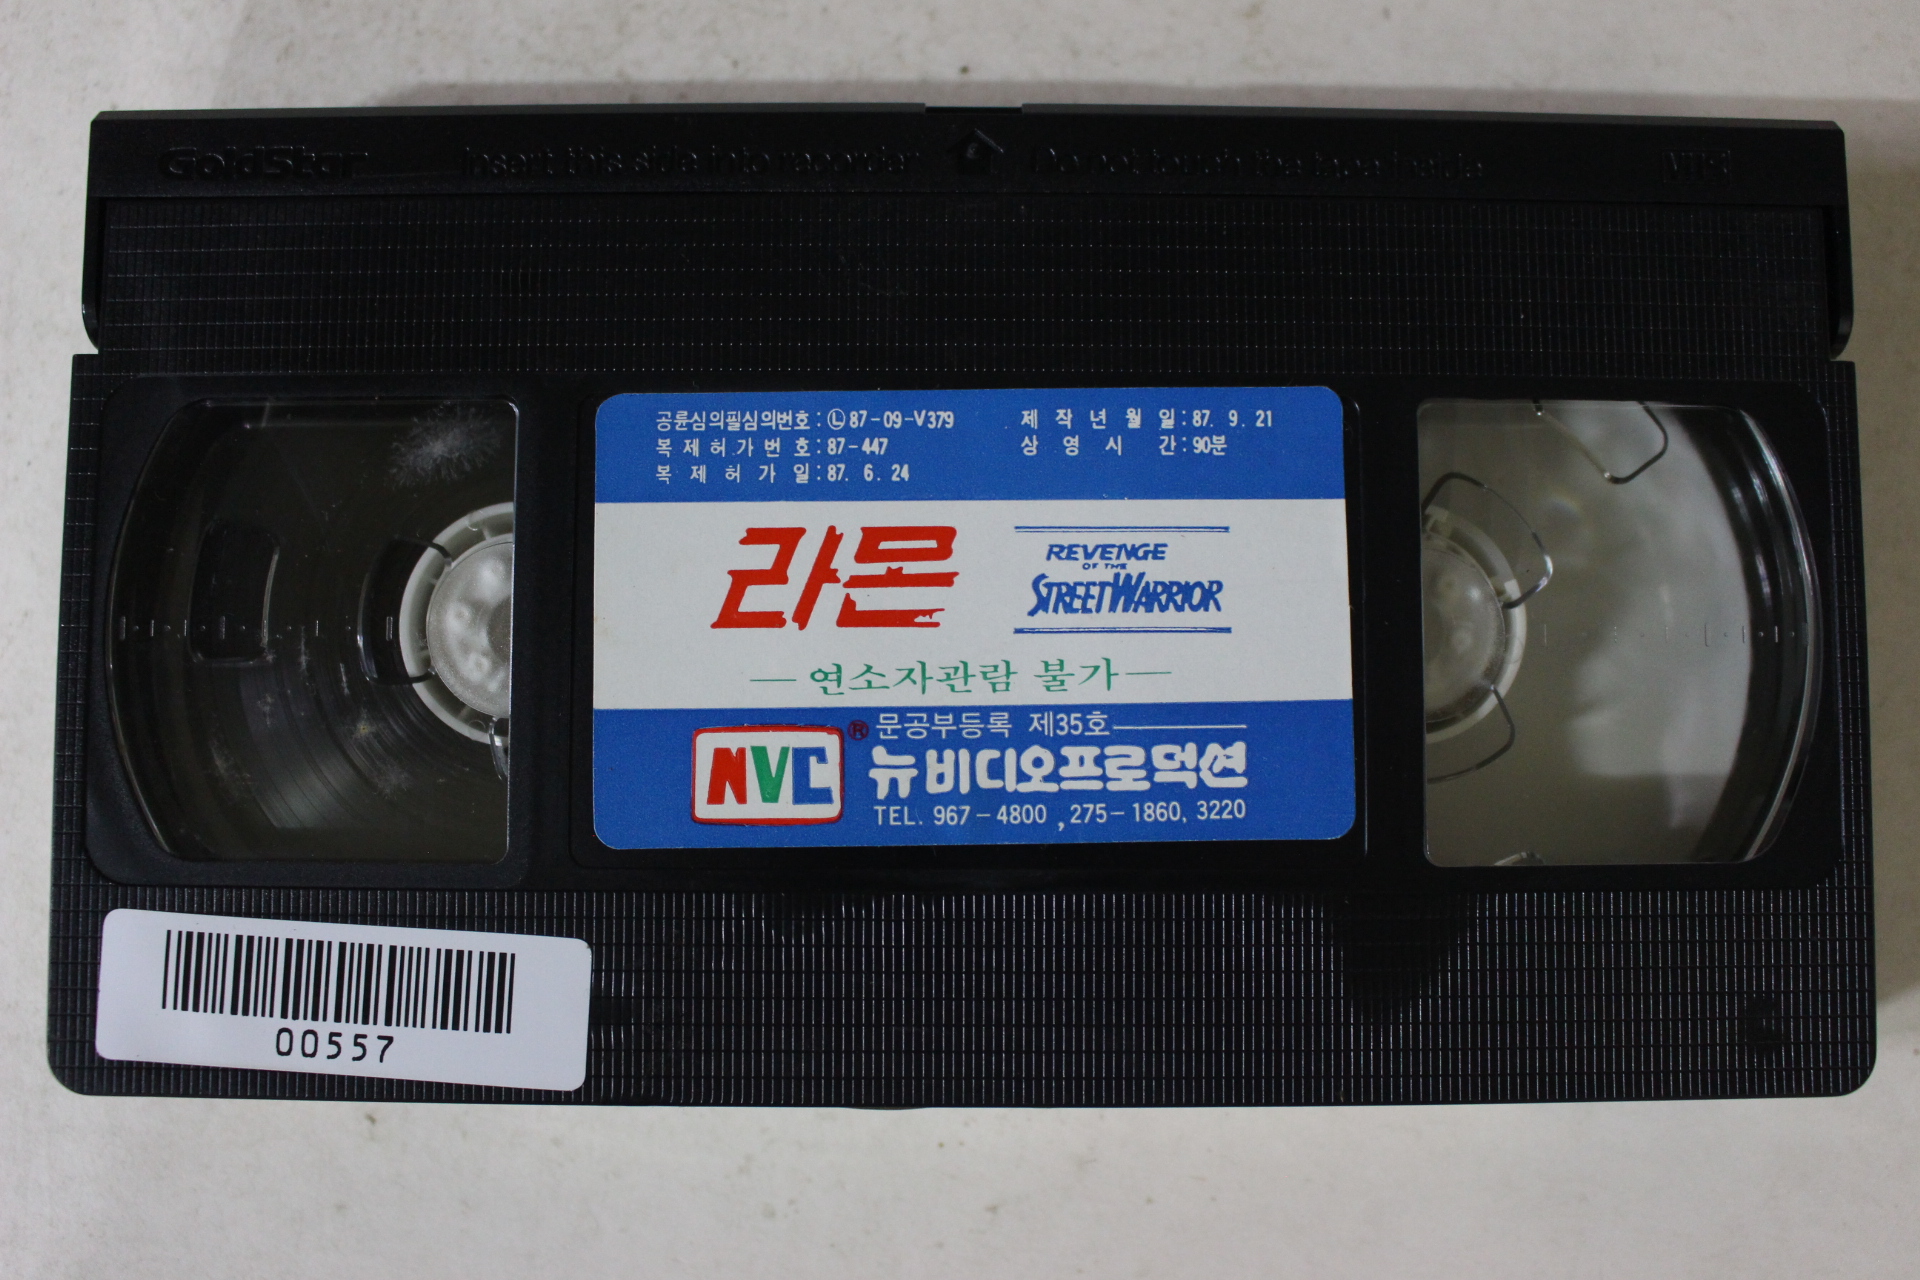 GoldStar Insert this side into recorder Do not touch the tape inside VHS
공륜심의필심의번호:Ⓛ87-09-V379 제작년월일:87. 9. 21
복제허가번호:87-447 상영시간:90분
복제허가일:87. 6. 24
라몬
REVENGE
OF THE
STREET WARRIOR
—연소자관람 불가—
NVC ® 문공부등록 제35호
뉴비디오프로덕션
TEL. 967-4800 ,275-1860, 3220
00557